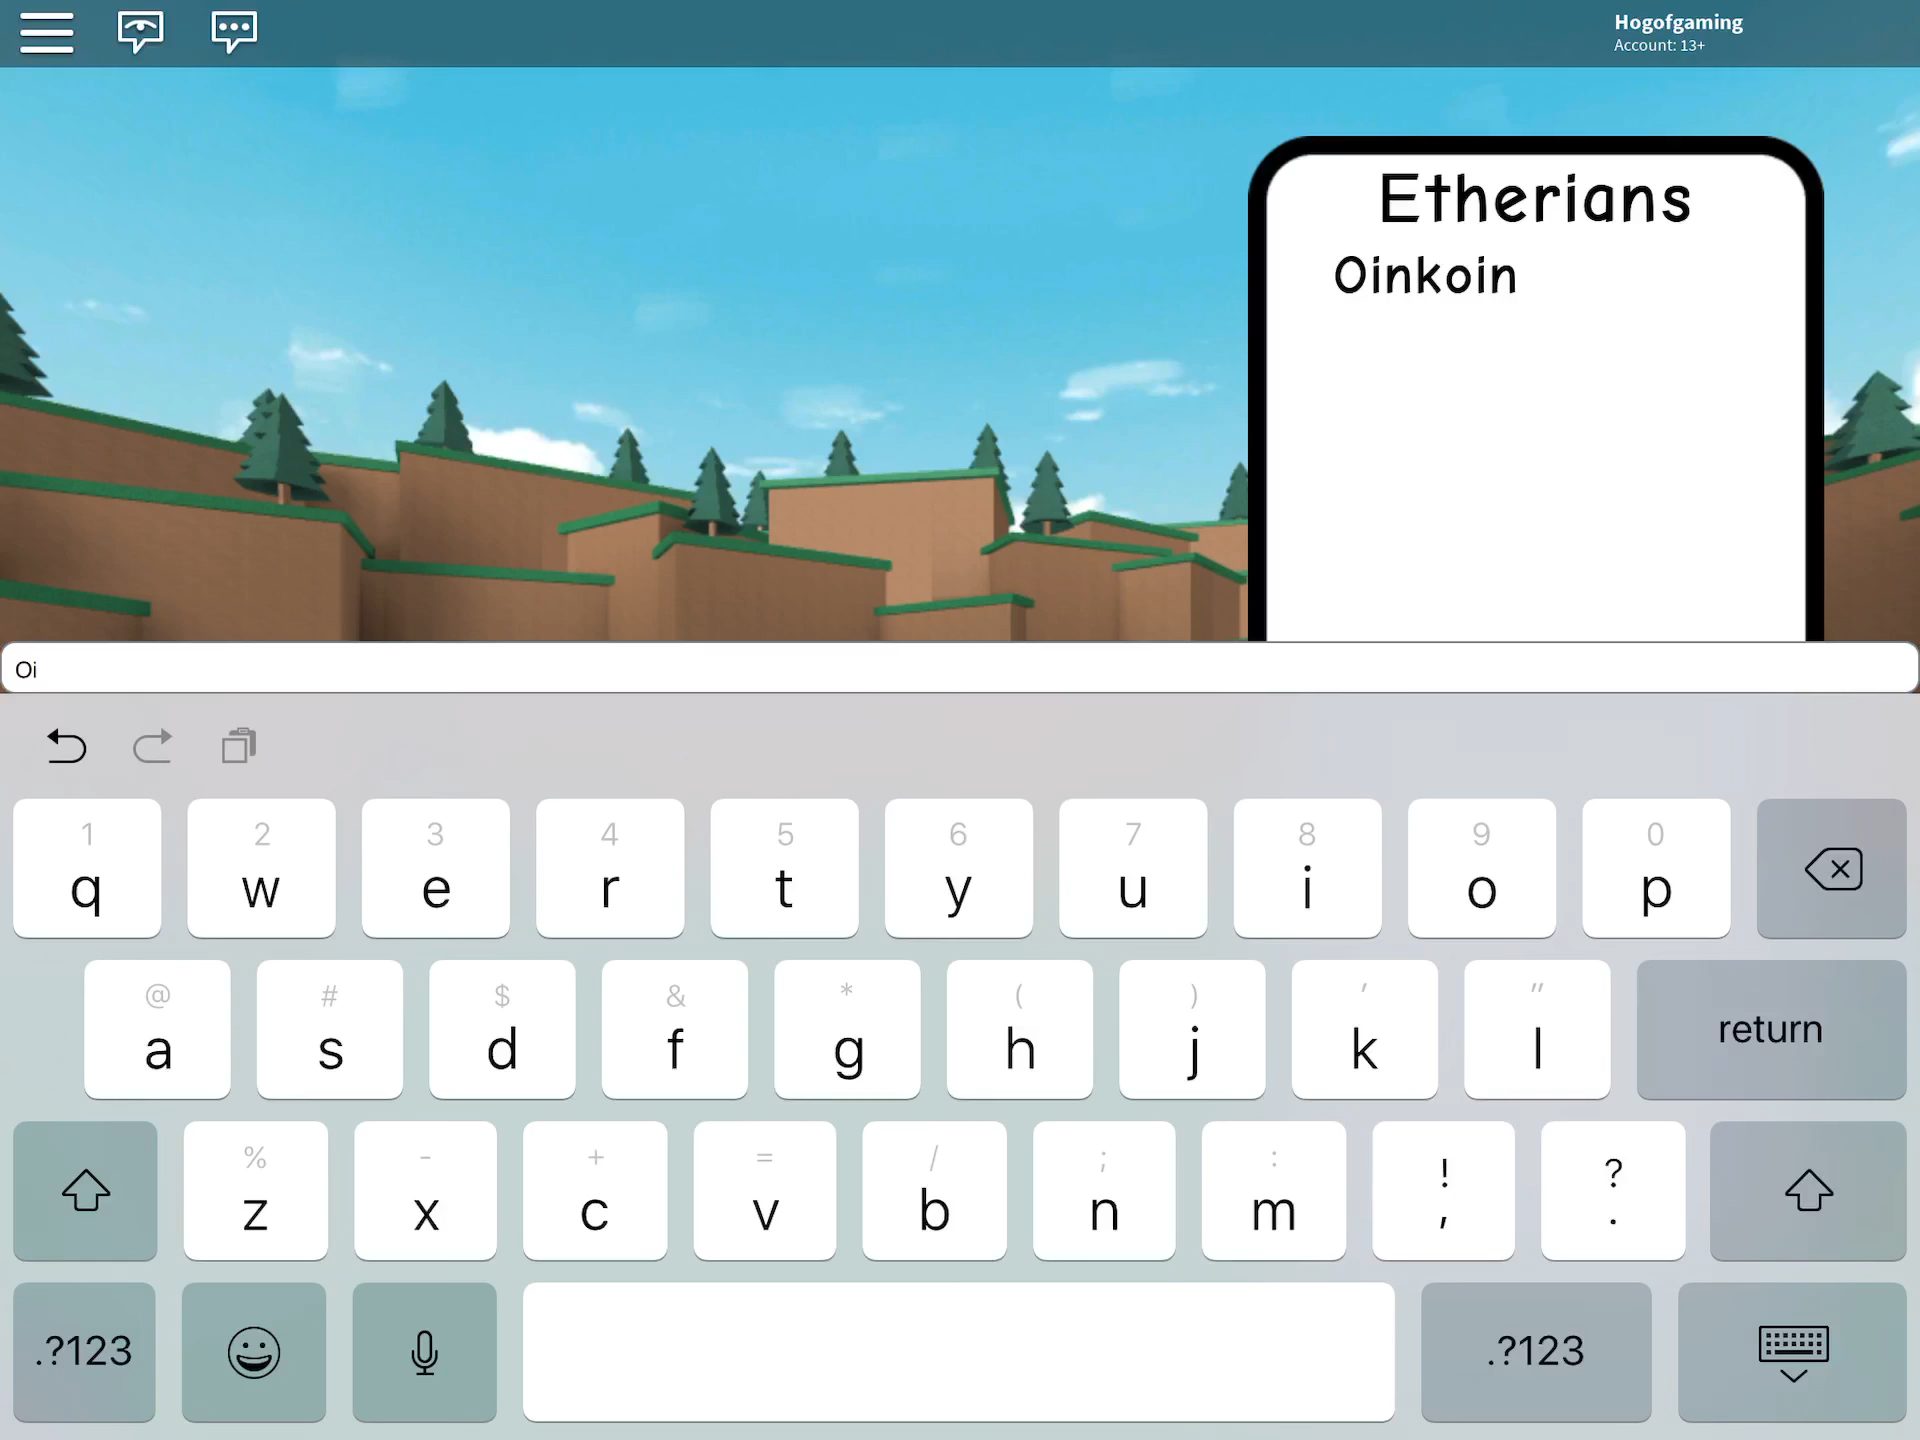 Hogofgaming
Account: 13+
Etherians
Oinkoin
Oi
1 2 3 4 5 6 7 8 9 0
q w e r t y u i o p
@ # $ & * ( ) ' "
a s d f g h j k l return
% - + = / ; : ! ?
z x c v b n m , .
.?123 .?123